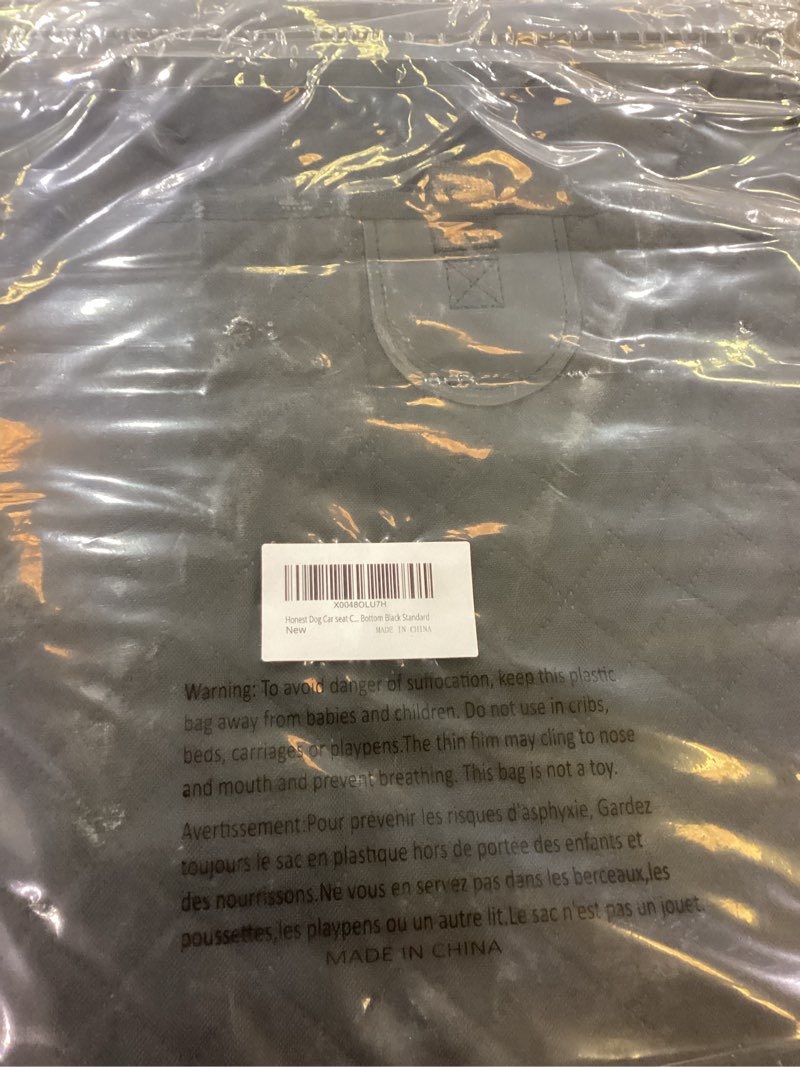 X0048OLU7H
Honest Dog Car seat C... Bottom Black Standard
New
MADE IN CHINA
Warning: To avoid danger of suffocation, keep this plastic
bag away from babies and children. Do not use in cribs,
beds, carriages or playpens.The thin film may cling to nose
and mouth and prevent breathing. This bag is not a toy.
Avertissement:Pour prévenir les risques d'asphyxie, Gardez
toujours le sac en plastique hors de portée des enfants et
des nourrissons.Ne vous en servez pas dans les berceaux,les
poussettes,les playpens ou un autre lit.Le sac n'est pas un jouet.
MADE IN CHINA